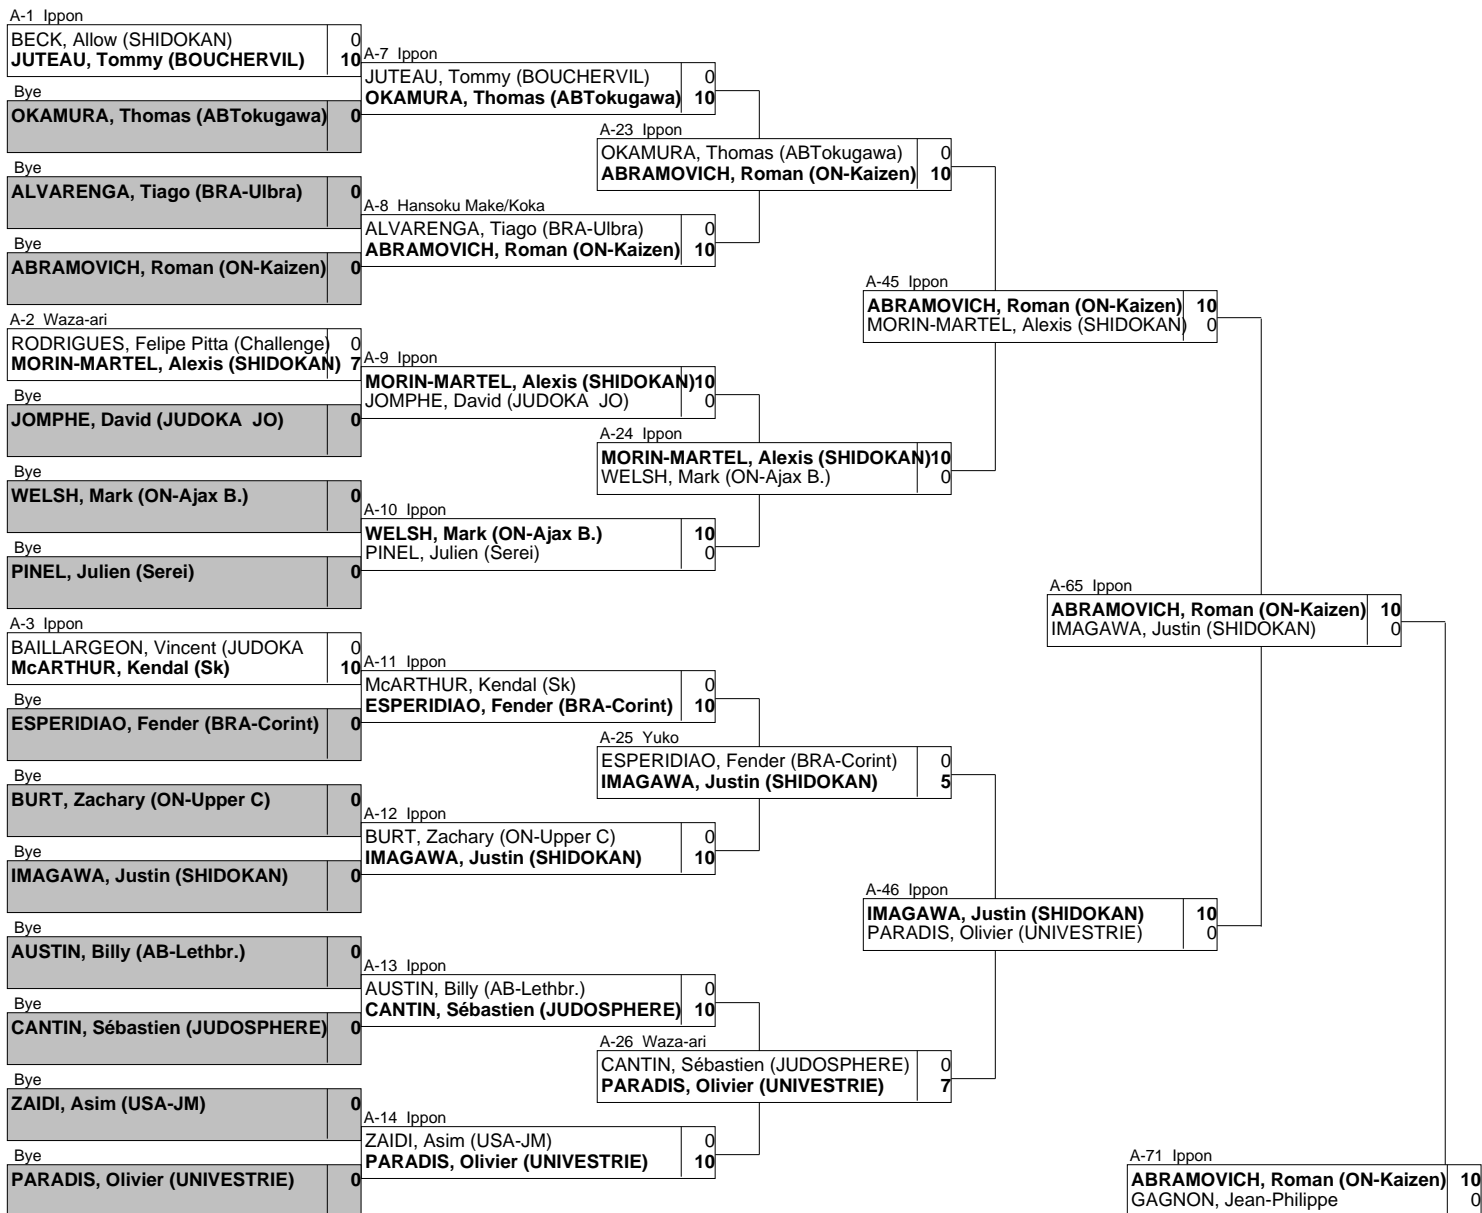 A-1 Ippon
BECK, Allow (SHIDOKAN) 0
JUTEAU, Tommy (BOUCHERVIL) 10
Bye
OKAMURA, Thomas (ABTokugawa) 0
Bye
ALVARENGA, Tiago (BRA-Ulbra) 0
Bye
ABRAMOVICH, Roman (ON-Kaizen) 0
A-2 Waza-ari
RODRIGUES, Felipe Pitta (Challenge) 0
MORIN-MARTEL, Alexis (SHIDOKAN) 7
Bye
JOMPHE, David (JUDOKA JO) 0
Bye
WELSH, Mark (ON-Ajax B.) 0
Bye
PINEL, Julien (Serei) 0
A-3 Ippon
BAILLARGEON, Vincent (JUDOKA 0
McARTHUR, Kendal (Sk) 10
Bye
ESPERIDIAO, Fender (BRA-Corint) 0
Bye
BURT, Zachary (ON-Upper C) 0
Bye
IMAGAWA, Justin (SHIDOKAN) 0
Bye
AUSTIN, Billy (AB-Lethbr.) 0
Bye
CANTIN, Sébastien (JUDOSPHERE) 0
Bye
ZAIDI, Asim (USA-JM) 0
Bye
PARADIS, Olivier (UNIVESTRIE) 0
A-7 Ippon
JUTEAU, Tommy (BOUCHERVIL) 0
OKAMURA, Thomas (ABTokugawa) 10
A-8 Hansoku Make/Koka
ALVARENGA, Tiago (BRA-Ulbra) 0
ABRAMOVICH, Roman (ON-Kaizen) 10
A-9 Ippon
MORIN-MARTEL, Alexis (SHIDOKAN) 10
JOMPHE, David (JUDOKA JO) 0
A-10 Ippon
WELSH, Mark (ON-Ajax B.) 10
PINEL, Julien (Serei) 0
A-11 Ippon
McARTHUR, Kendal (Sk) 0
ESPERIDIAO, Fender (BRA-Corint) 10
A-12 Ippon
BURT, Zachary (ON-Upper C) 0
IMAGAWA, Justin (SHIDOKAN) 10
A-13 Ippon
AUSTIN, Billy (AB-Lethbr.) 0
CANTIN, Sébastien (JUDOSPHERE) 10
A-14 Ippon
ZAIDI, Asim (USA-JM) 0
PARADIS, Olivier (UNIVESTRIE) 10
A-23 Ippon
OKAMURA, Thomas (ABTokugawa) 0
ABRAMOVICH, Roman (ON-Kaizen) 10
A-24 Ippon
MORIN-MARTEL, Alexis (SHIDOKAN) 10
WELSH, Mark (ON-Ajax B.) 0
A-25 Yuko
ESPERIDIAO, Fender (BRA-Corint) 0
IMAGAWA, Justin (SHIDOKAN) 5
A-26 Waza-ari
CANTIN, Sébastien (JUDOSPHERE) 0
PARADIS, Olivier (UNIVESTRIE) 7
A-45 Ippon
ABRAMOVICH, Roman (ON-Kaizen) 10
MORIN-MARTEL, Alexis (SHIDOKAN) 0
A-46 Ippon
IMAGAWA, Justin (SHIDOKAN) 10
PARADIS, Olivier (UNIVESTRIE) 0
A-65 Ippon
ABRAMOVICH, Roman (ON-Kaizen) 10
IMAGAWA, Justin (SHIDOKAN) 0
A-71 Ippon
ABRAMOVICH, Roman (ON-Kaizen) 10
GAGNON, Jean-Philippe 0